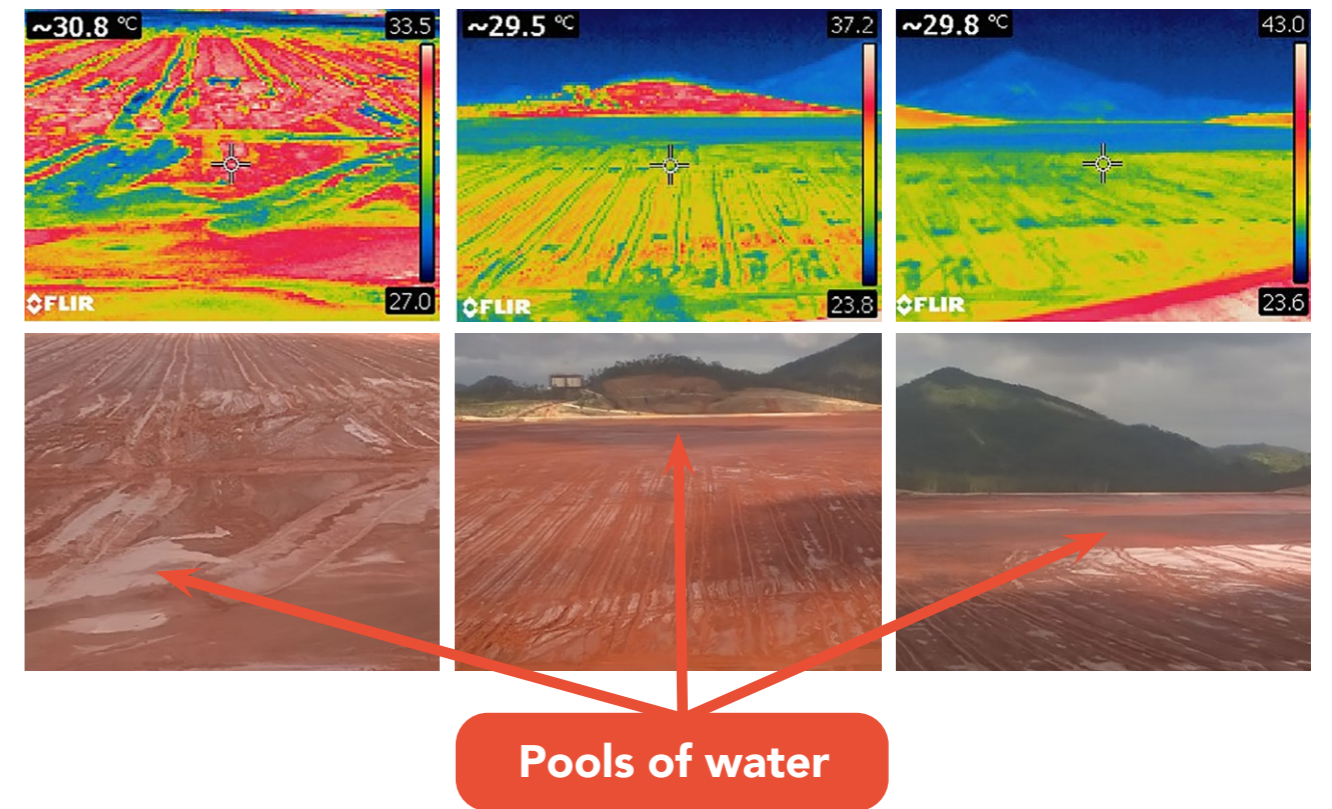 ~30.8 °C 33.5
27.0
FLIR
~29.5 °C 37.2
23.8
FLIR
~29.8 °C 43.0
23.6
FLIR
Pools of water